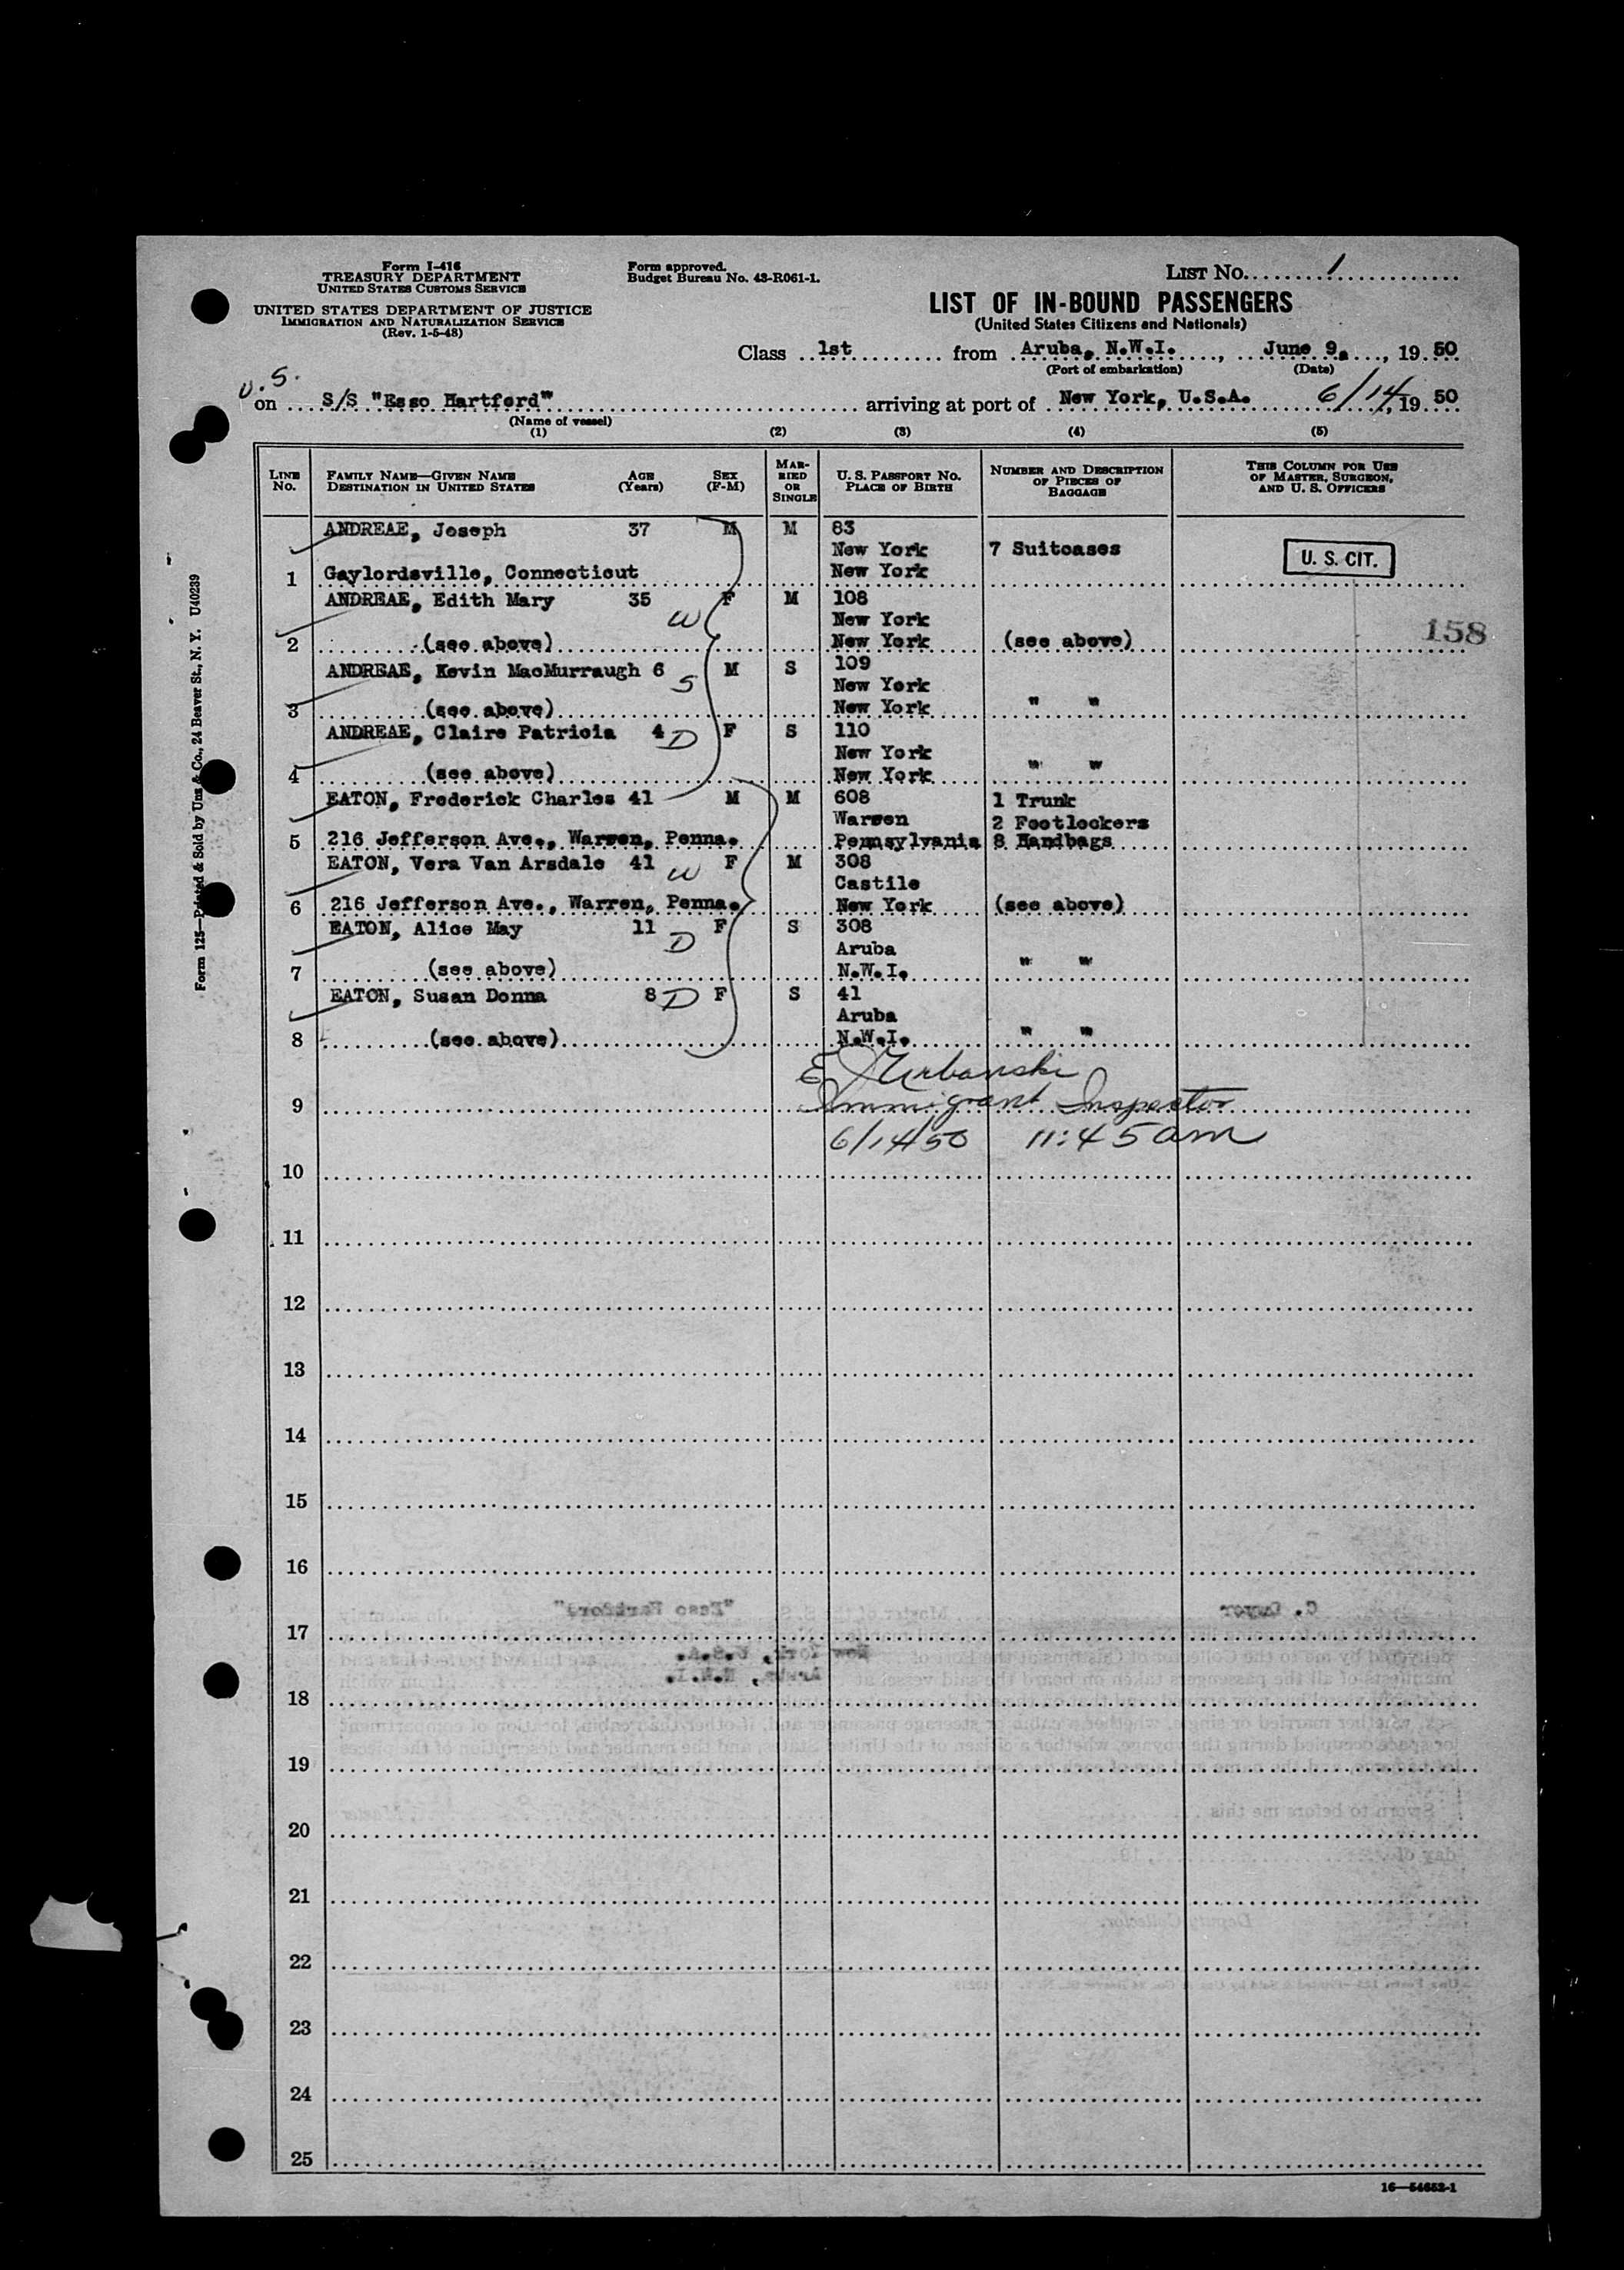 Form I-416
TREASURY DEPARTMENT
UNITED STATES CUSTOMS SERVICE
UNITED STATES DEPARTMENT OF JUSTICE
IMMIGRATION AND NATURALIZATION SERVICE
(Rev. 1-5-48)
Form approved.
Budget Bureau No. 43-R061-1.
LIST No. 1
LIST OF IN-BOUND PASSENGERS
(United States Citizens and Nationals)
Class 1st from Aruba, N.W.I., June 9, 1950
(Port of embarkation) (Date)
U.S.
on S/S "Esso Hartford" arriving at port of New York, U.S.A. 6/14, 1950
(Name of vessel)
(1) (2) (3) (4) (5)
LINE No. FAMILY NAME—GIVEN NAME DESTINATION IN UNITED STATES AGE (Years) SEX (F-M) MARRIED OR SINGLE U. S. PASSPORT No. PLACE OF BIRTH NUMBER AND DESCRIPTION OF PIECES OF BAGGAGE THIS COLUMN FOR USE OF MASTER, SURGEON, AND U. S. OFFICERS
ANDREAE, Joseph 37 M M 83
New York 7 Suitcases U. S. CIT.
1 Gaylordsville, Connecticut New York
ANDREAE, Edith Mary 35 W F M 108
New York 158
2 (see above) New York (see above)
ANDREAE, Kevin MacMurraugh 6 S M S 109
New York
3 (see above) New York " "
ANDREAE, Claire Patricia 4 D F S 110
New York
4 (see above) New York " "
EATON, Frederick Charles 41 M M 608 1 Trunk
Warren 2 Footlockers
5 216 Jefferson Ave., Warren, Penna. Pennsylvania 8 Handbags
EATON, Vera Van Arsdale 41 W F M 308
Castile
6 216 Jefferson Ave., Warren, Penna. New York (see above)
EATON, Alice May 11 D F S 308
Aruba
7 (see above) N.W.I. " "
EATON, Susan Donna 8 D F S 41
Aruba
8 (see above) N.W.I. " "
E Urbanski
9 Immigrant Inspector
6/14/50 11:45 am
10
11
12
13
14
15
16
17
18
19
20
21
22
23
24
25
16—54652-1
Form 125—Printed & Sold by Unz & Co., 24 Beaver St., N. Y. U40239